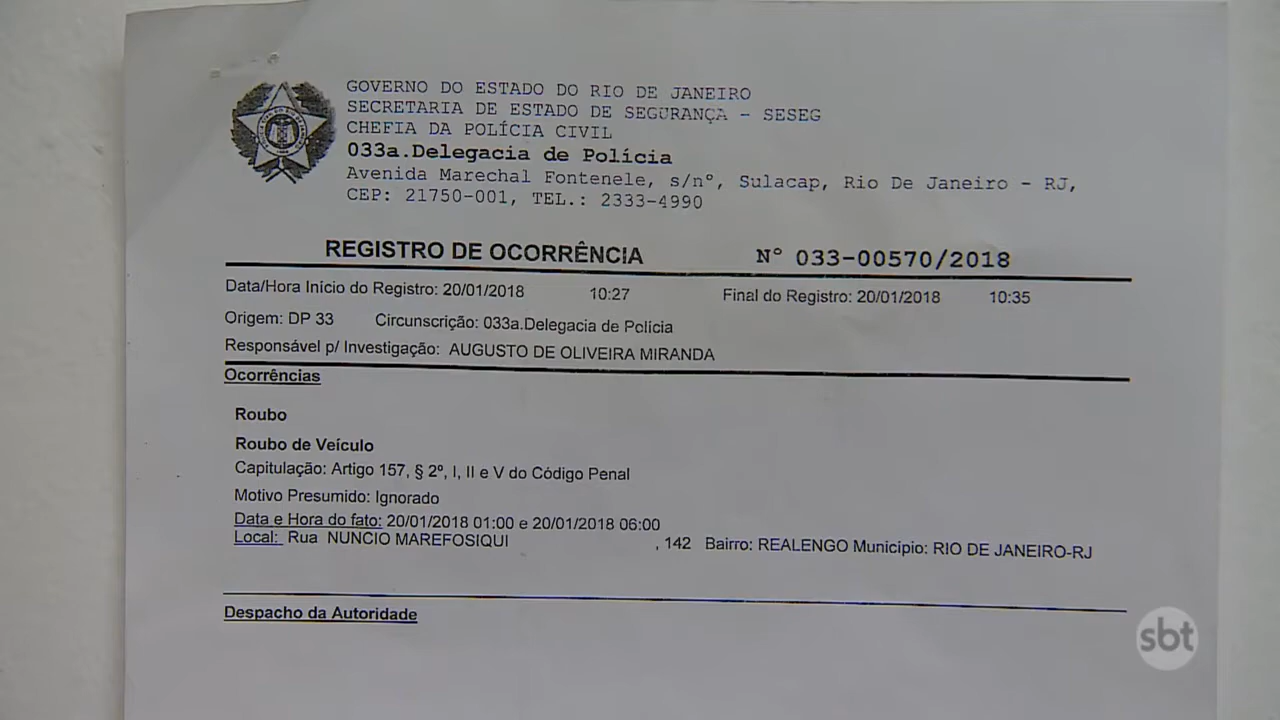 GOVERNO DO ESTADO DO RIO DE JANEIRO
SECRETARIA DE ESTADO DE SEGURANÇA - SESEG
CHEFIA DA POLÍCIA CIVIL
033a.Delegacia de Polícia
Avenida Marechal Fontenele, s/nº, Sulacap, Rio De Janeiro - RJ,
CEP: 21750-001, TEL.: 2333-4990
REGISTRO DE OCORRÊNCIA Nº 033-00570/2018
Data/Hora Início do Registro: 20/01/2018 10:27 Final do Registro: 20/01/2018 10:35
Origem: DP 33 Circunscrição: 033a.Delegacia de Polícia
Responsável p/ Investigação: AUGUSTO DE OLIVEIRA MIRANDA
Ocorrências
Roubo
Roubo de Veículo
Capitulação: Artigo 157, § 2º, I, II e V do Código Penal
Motivo Presumido: Ignorado
Data e Hora do fato: 20/01/2018 01:00 e 20/01/2018 06:00
Local: Rua NUNCIO MAREFOSIQUI , 142 Bairro: REALENGO Município: RIO DE JANEIRO-RJ
Despacho da Autoridade
sbt